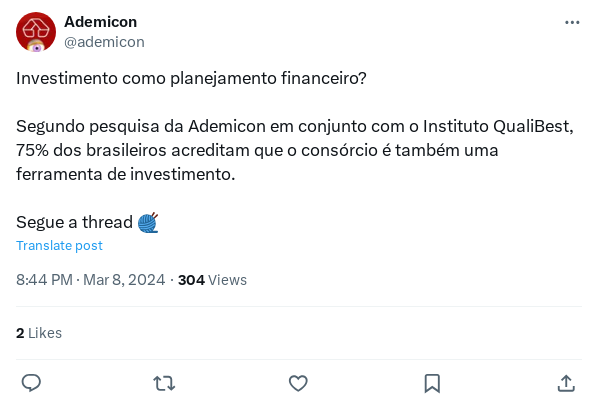 Ademicon
@ademicon
Investimento como planejamento financeiro?
Segundo pesquisa da Ademicon em conjunto com o Instituto QualiBest,
75% dos brasileiros acreditam que o consórcio é também uma
ferramenta de investimento.
Segue a thread 🧶
Translate post
8:44 PM · Mar 8, 2024 · 304 Views
2 Likes